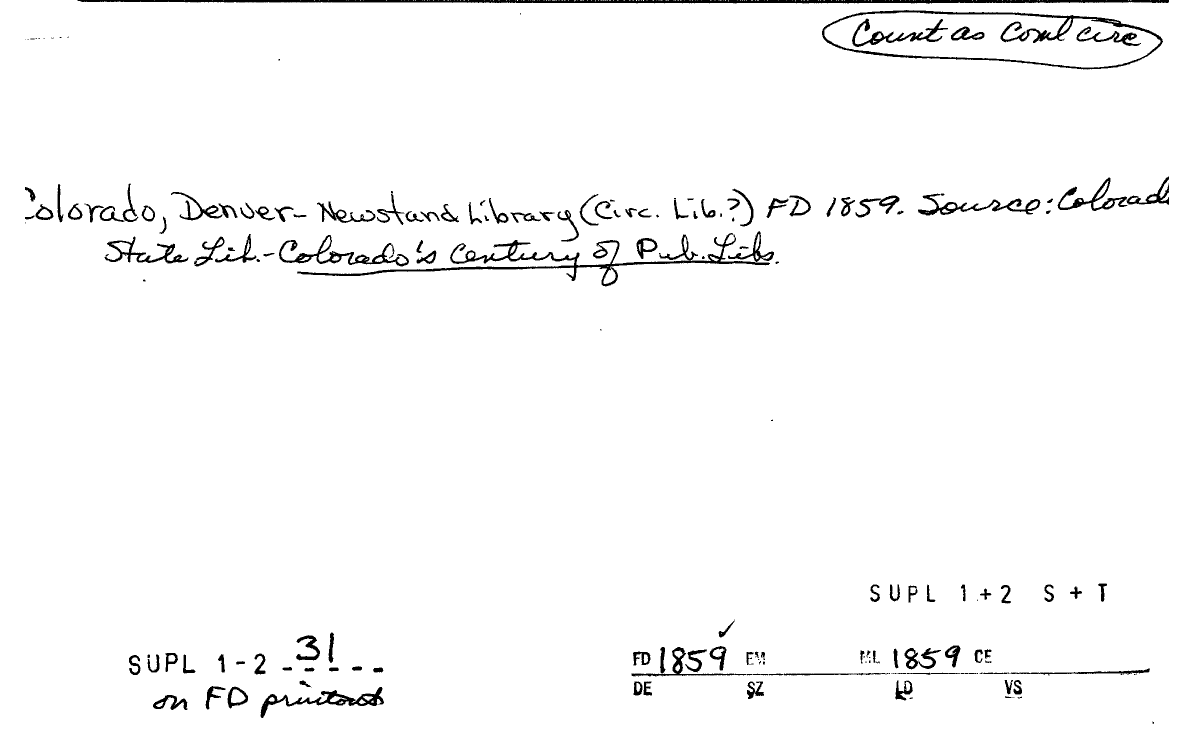 Count as Coml circ
Colorado, Denver- Newstand Library (Circ. Lib.?) FD 1859. Source: Colorado
State Lib.-Colorado's Century of Pub. Libs.
SUPL 1+2 S + T
SUPL 1-2 _ 31 _ _
on FD printout
FD 1859 ✓ EM ML 1859 CE
DE SZ LD VS